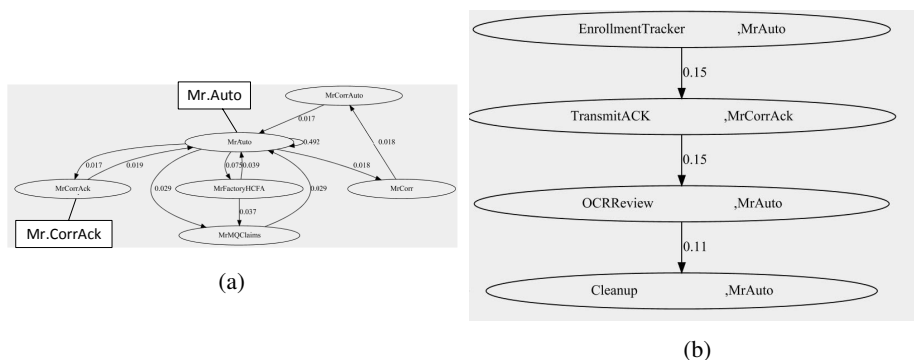 Mr.Auto
MrCorrAuto
0.017
MrAuto
0.492
0.018
0.017
0.019
0.075
0.039
0.018
MrCorrAck
MrFactoryHCFA
MrCorr
0.029
0.029
0.037
Mr.CorrAck
MrMQClaims
(a)
EnrollmentTracker ,MrAuto
0.15
TransmitACK ,MrCorrAck
0.15
OCRReview ,MrAuto
0.11
Cleanup ,MrAuto
(b)